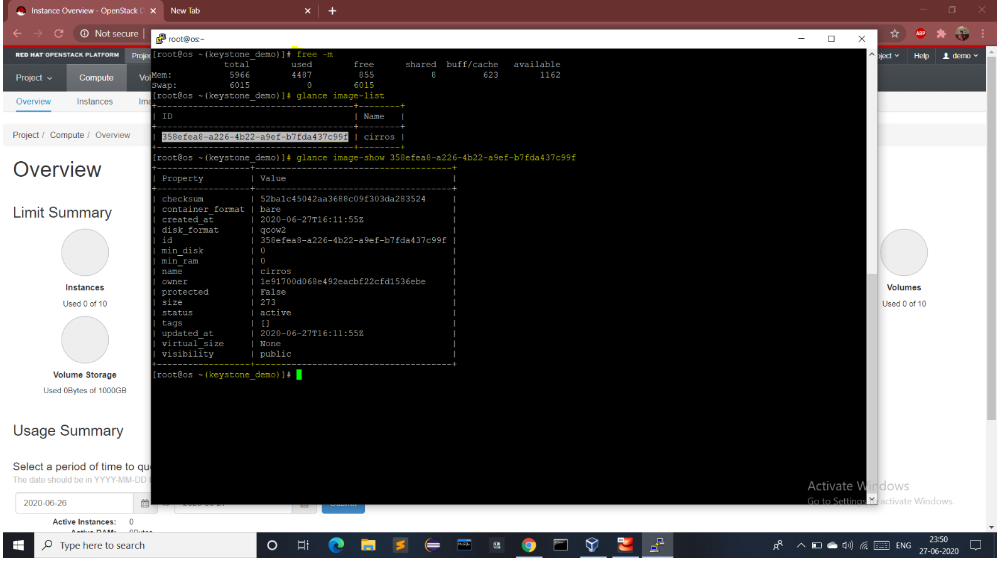 Instance Overview - OpenStack D
New Tab
Not secure
root@os:~
RED HAT OPENSTACK PLATFORM Projec
oject Help demo
Project Compute Vol
Overview Instances Ima
Project / Compute / Overview
Overview
Limit Summary
Instances
Used 0 of 10
Volumes
Used 0 of 10
Volume Storage
Used 0Bytes of 1000GB
Usage Summary
Select a period of time to qu
The date should be in YYYY-MM-DD f
2020-06-26
Active Instances: 0
[root@os ~(keystone_demo)]# free -m
total used free shared buff/cache available
Mem: 5966 4487 855 8 623 1162
Swap: 6015 0 6015
[root@os ~(keystone_demo)]# glance image-list
+--------------------------------------+--------+
| ID | Name |
+--------------------------------------+--------+
| 358efea8-a226-4b22-a9ef-b7fda437c99f | cirros |
+--------------------------------------+--------+
[root@os ~(keystone_demo)]# glance image-show 358efea8-a226-4b22-a9ef-b7fda437c99f
+------------------+--------------------------------------+
| Property | Value |
+------------------+--------------------------------------+
| checksum | 52ba1c45042aa3688c09f303da283524 |
| container_format | bare |
| created_at | 2020-06-27T16:11:55Z |
| disk_format | qcow2 |
| id | 358efea8-a226-4b22-a9ef-b7fda437c99f |
| min_disk | 0 |
| min_ram | 0 |
| name | cirros |
| owner | 1e91700d068e492eacbf22cfd1536ebe |
| protected | False |
| size | 273 |
| status | active |
| tags | [] |
| updated_at | 2020-06-27T16:11:55Z |
| virtual_size | None |
| visibility | public |
+------------------+--------------------------------------+
[root@os ~(keystone_demo)]#
Activate Windows
Go to Settings to activate Windows.
Type here to search
ENG
23:50
27-06-2020